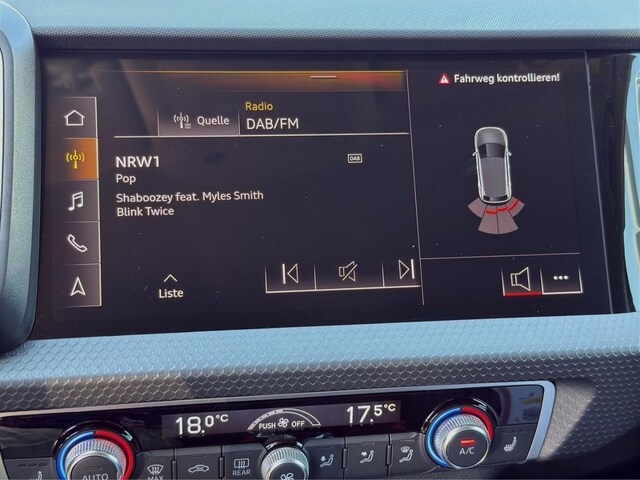 Fahrweg kontrollieren!
Radio
Quelle
DAB/FM
NRW1
DAB
Pop
Shaboozey feat. Myles Smith
Blink Twice
Liste
18.0°C
PUSH OFF
17.5°C
AUTO
MAX
REAR
A/C